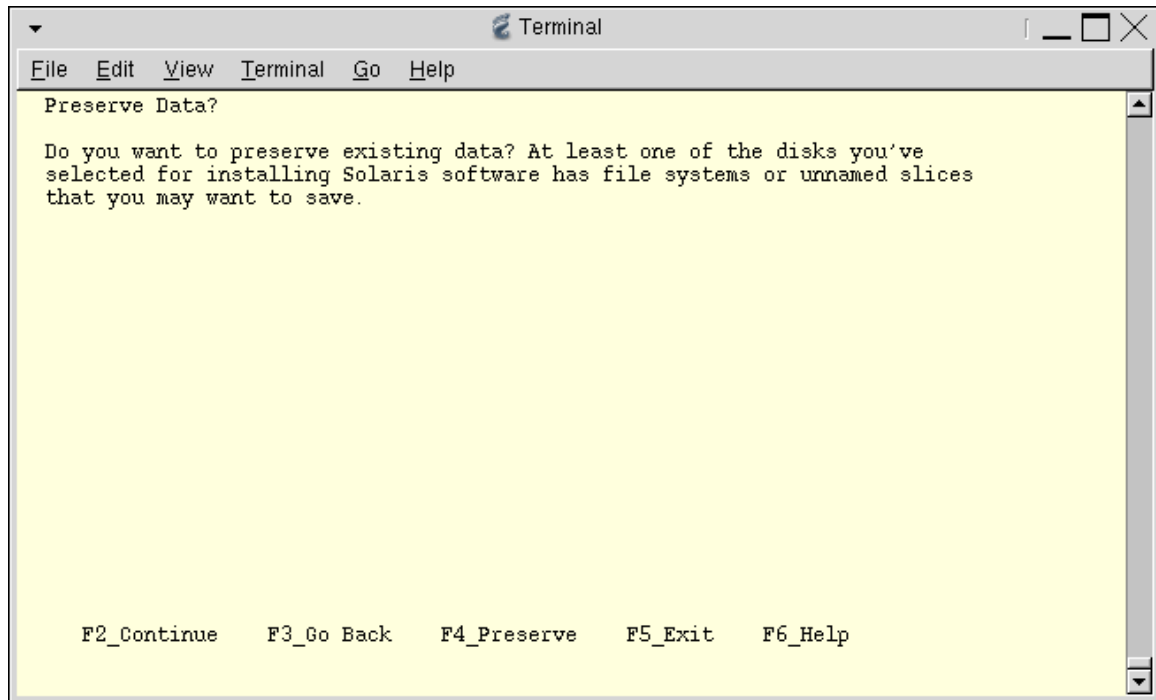 Terminal
File Edit View Terminal Go Help
Preserve Data?
Do you want to preserve existing data? At least one of the disks you've
selected for installing Solaris software has file systems or unnamed slices
that you may want to save.
F2_Continue F3_Go Back F4_Preserve F5_Exit F6_Help